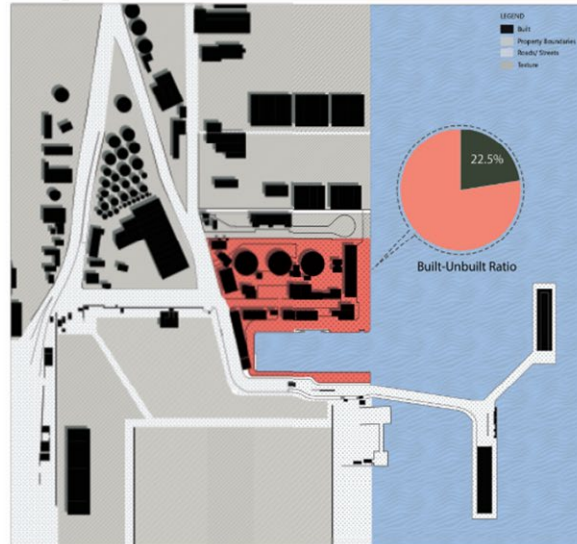 LEGEND
Built
Property Boundaries
Roads/ Streets
Texture
22.5%
Built-Unbuilt Ratio